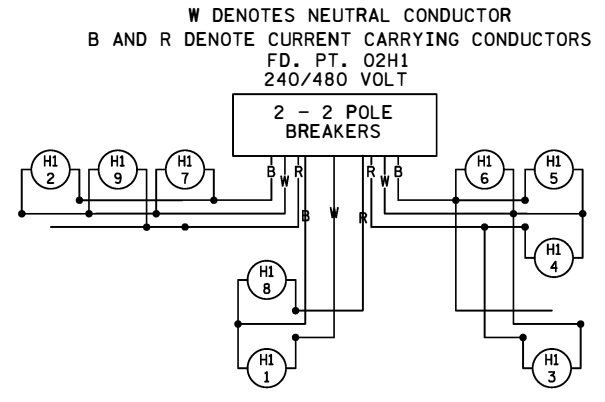 W DENOTES NEUTRAL CONDUCTOR
B AND R DENOTE CURRENT CARRYING CONDUCTORS
FD. PT. 02H1
240/480 VOLT
2 - 2 POLE
BREAKERS
H1
2
H1
9
H1
7
H1
6
H1
5
B
W
R
R
W
B
B
W
R
H1
4
H1
8
H1
1
H1
3